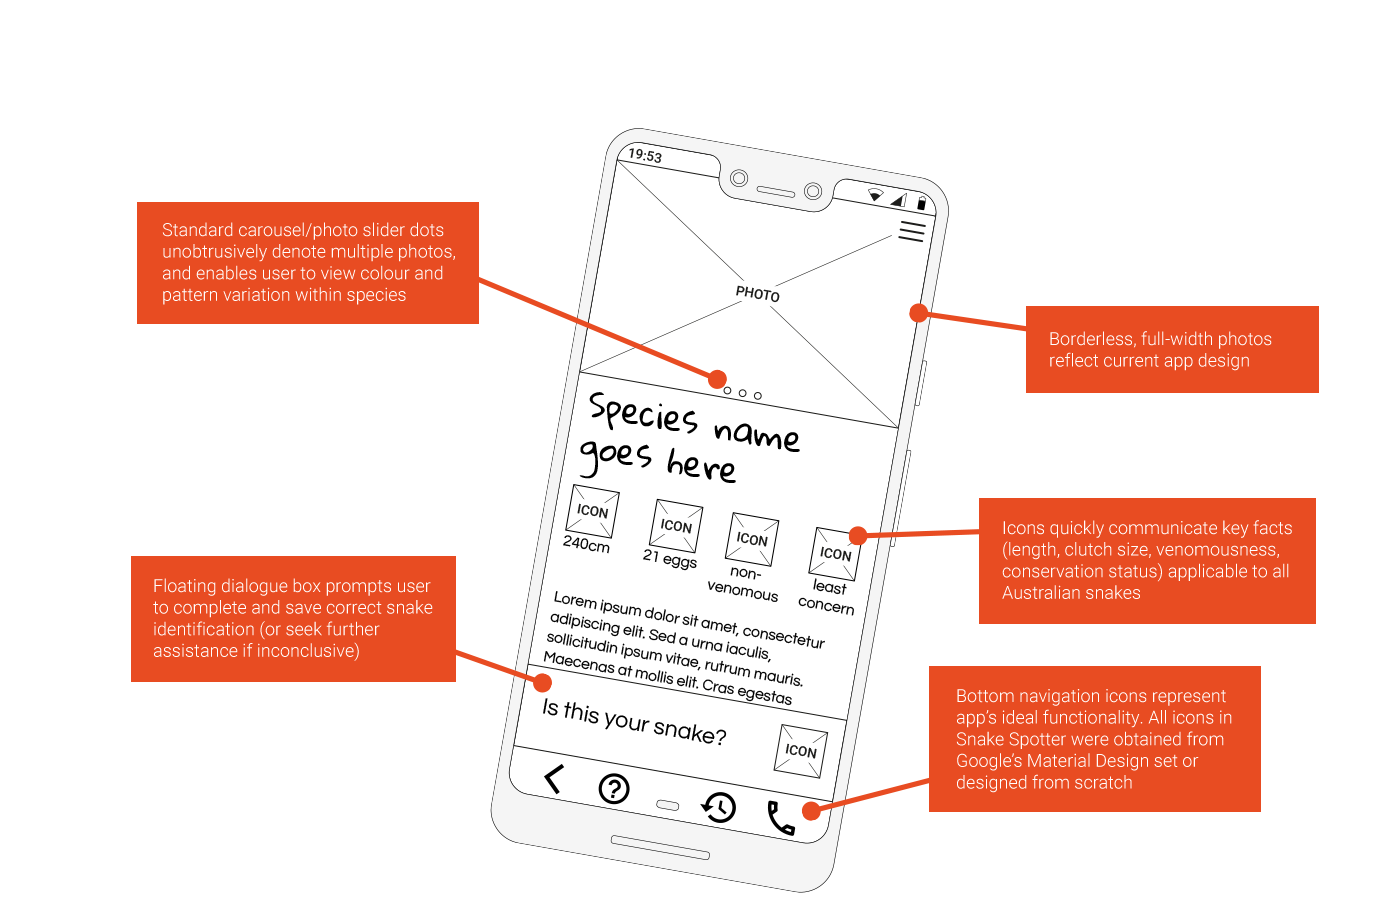 19:53
PHOTO
Species name
goes here
ICON
ICON
ICON
ICON
240cm
21 eggs
non-
venomous
least
concern
Lorem ipsum dolor sit amet, consectetur
adipiscing elit. Sed a urna iaculis,
sollicitudin ipsum vitae, rutrum mauris.
Maecenas at mollis elit. Cras egestas
Is this your snake?
ICON
Standard carousel/photo slider dots
unobtrusively denote multiple photos,
and enables user to view colour and
pattern variation within species
Borderless, full-width photos
reflect current app design
Icons quickly communicate key facts
(length, clutch size, venomousness,
conservation status) applicable to all
Australian snakes
Floating dialogue box prompts user
to complete and save correct snake
identification (or seek further
assistance if inconclusive)
Bottom navigation icons represent
app's ideal functionality. All icons in
Snake Spotter were obtained from
Google's Material Design set or
designed from scratch